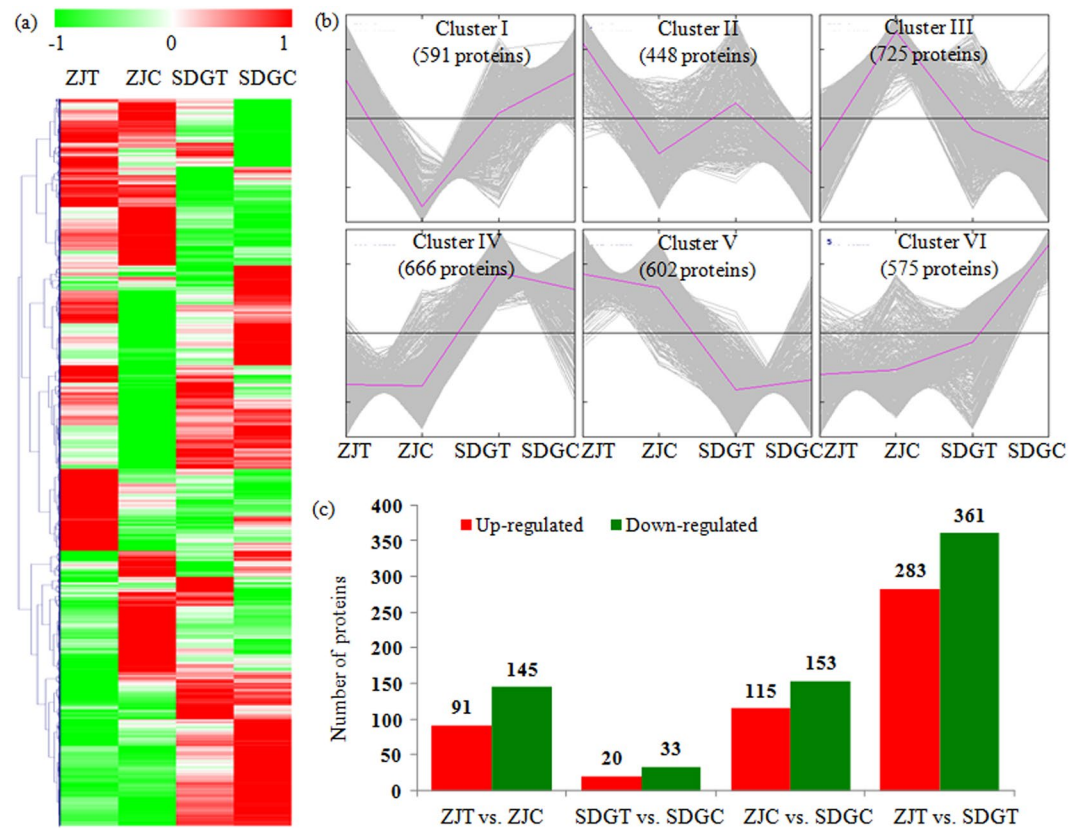 (a)
-1 0 1
ZJT ZJC SDGT SDGC
(b)
Cluster I
(591 proteins)
Cluster II
(448 proteins)
Cluster III
(725 proteins)
Cluster IV
(666 proteins)
Cluster V
(602 proteins)
5
Cluster VI
(575 proteins)
ZJT ZJC SDGT SDGC ZJT ZJC SDGT SDGC ZJT ZJC SDGT SDGC
(c)
Up-regulated Down-regulated
Number of proteins
400
350
300
250
200
150
100
50
0
91 145 20 33 115 153 283 361
ZJT vs. ZJC SDGT vs. SDGC ZJC vs. SDGC ZJT vs. SDGT